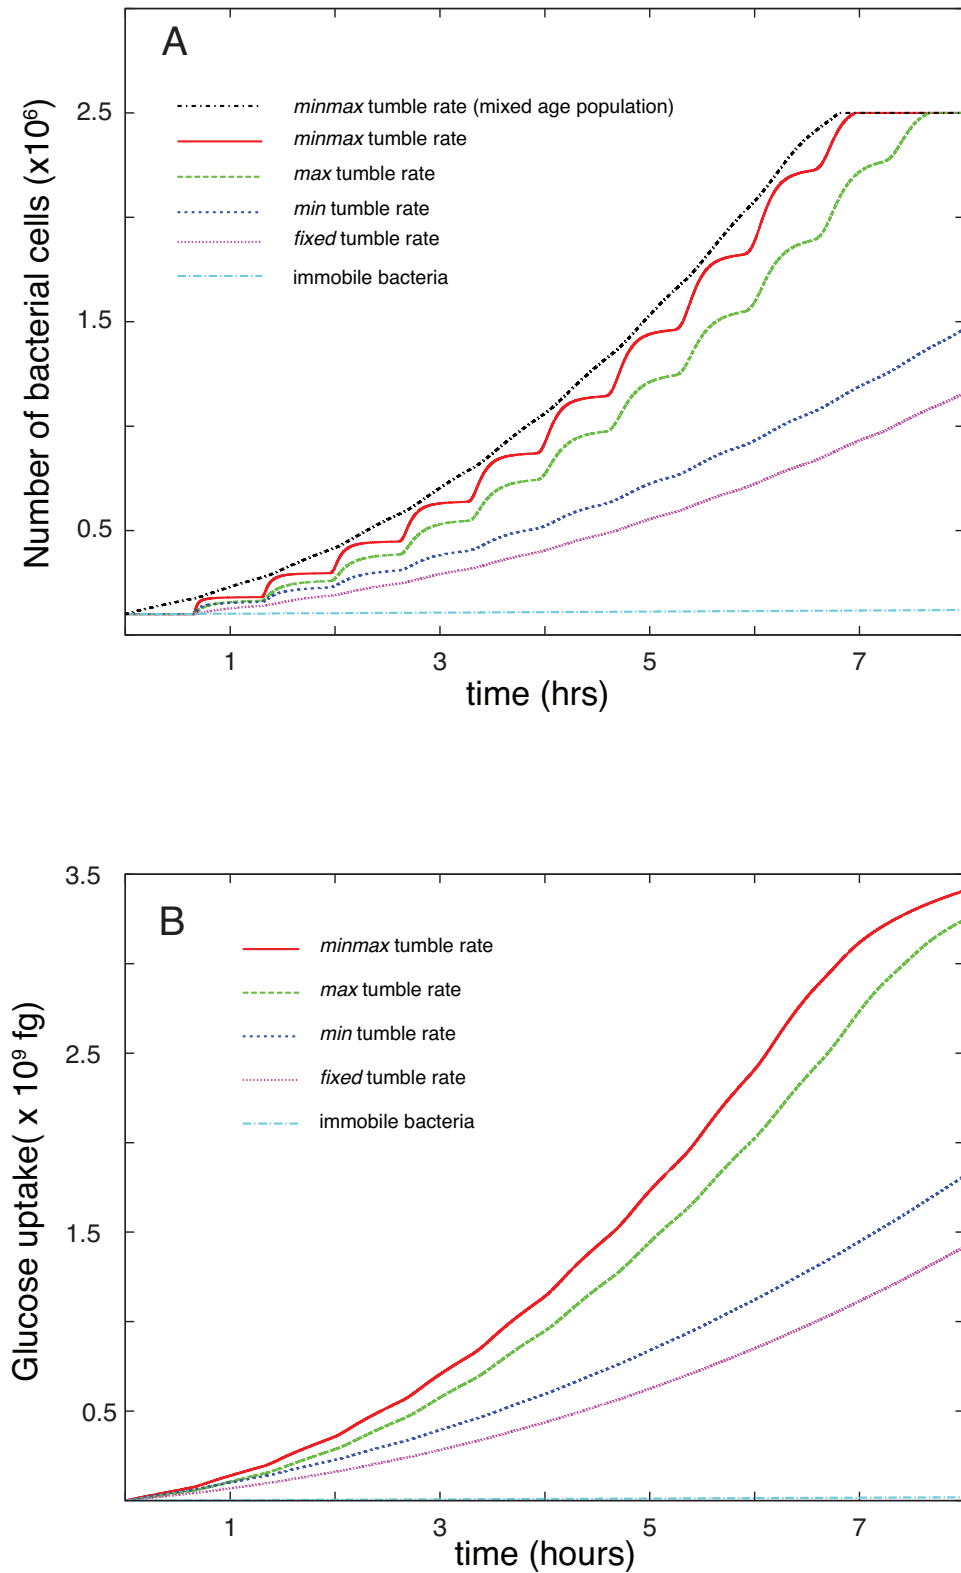 A
Number of bacterial cells (x10⁶)
2.5
1.5
0.5
minmax tumble rate (mixed age population)
minmax tumble rate
max tumble rate
min tumble rate
fixed tumble rate
immobile bacteria
1 3 5 7
time (hrs)
B
Glucose uptake( x 10⁹ fg)
3.5
2.5
1.5
0.5
minmax tumble rate
max tumble rate
min tumble rate
fixed tumble rate
immobile bacteria
1 3 5 7
time (hours)